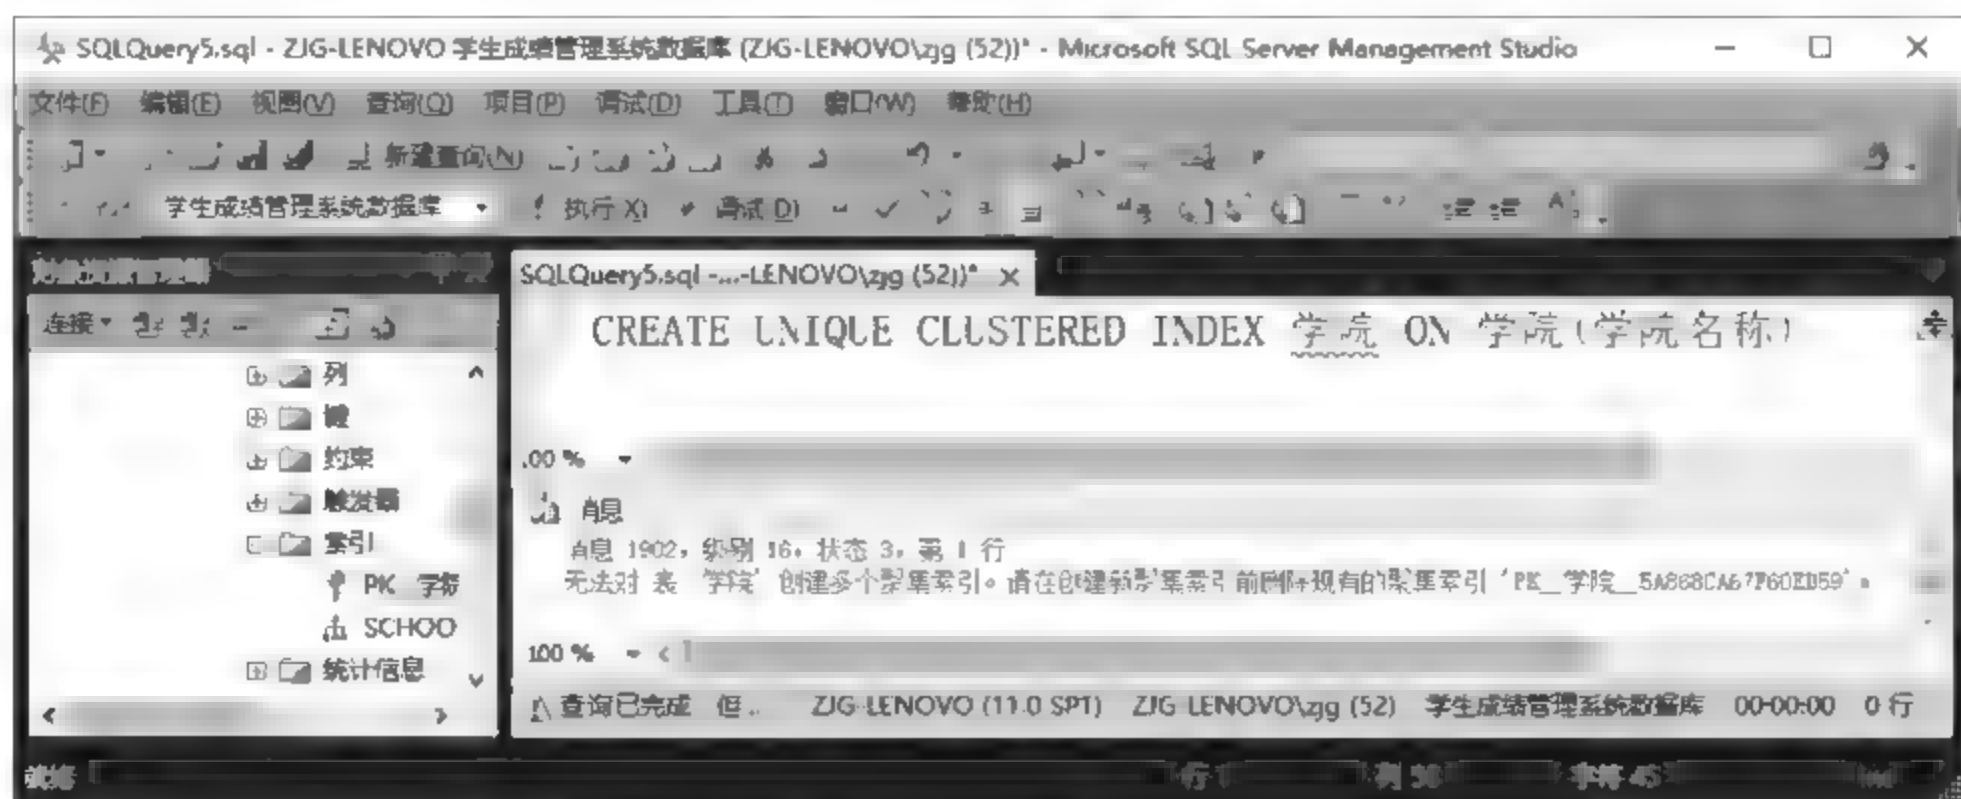 SQLQuery5.sql - ZJG-LENOVO 学生成绩管理系统数据库 (ZJG-LENOVO\zjg (52))* - Microsoft SQL Server Management Studio
文件(F) 编辑(E) 视图(V) 查询(Q) 项目(P) 调试(D) 工具(T) 窗口(W) 帮助(H)
新建查询(N)
学生成绩管理系统数据库 ! 执行(X) 调试(D)
SQLQuery5.sql -...-LENOVO\zjg (52))* ×
连接
CREATE UNIQUE CLUSTERED INDEX 学院 ON 学院(学院名称)
列
键
约束
触发器
索引
PK 学院
SCHOO
统计信息
.00 %
消息
消息 1902，级别 16，状态 3，第 1 行
无法对 表 '学院' 创建多个聚集索引。请在创建新聚集索引前删除现有的聚集索引 'PK__学院__5A868CA67F60ED59'。
100 %
查询已完成 但..
ZJG-LENOVO (11.0 SP1) ZJG-LENOVO\zjg (52) 学生成绩管理系统数据库 00:00:00 0 行
就绪